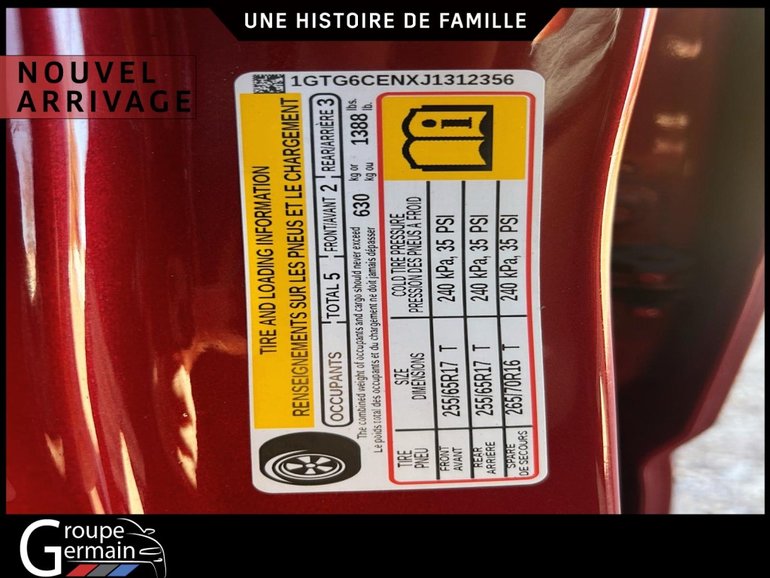 UNE HISTOIRE DE FAMILLE
NOUVEL
ARRIVAGE
1GTG6CENXJ1312356
TIRE AND LOADING INFORMATION
RENSEIGNEMENTS SUR LES PNEUS ET LE CHARGEMENT
OCCUPANTS TOTAL 5 FRONT/AVANT 2 REAR/ARRIÈRE 3
The combined weight of occupants and cargo should never exceed 630 kg or 1388 lbs.
Le poids total des occupants et du chargement ne doit jamais dépasser kg ou lb.
TIRE SIZE COLD TIRE PRESSURE
PNEU DIMENSIONS PRESSION DES PNEUS À FROID
FRONT
AVANT 255/65R17 T 240 kPa, 35 PSI
REAR
ARRIÈRE 255/65R17 T 240 kPa, 35 PSI
SPARE
DE SECOURS 265/70R16 T 240 kPa, 35 PSI
Groupe
Germain